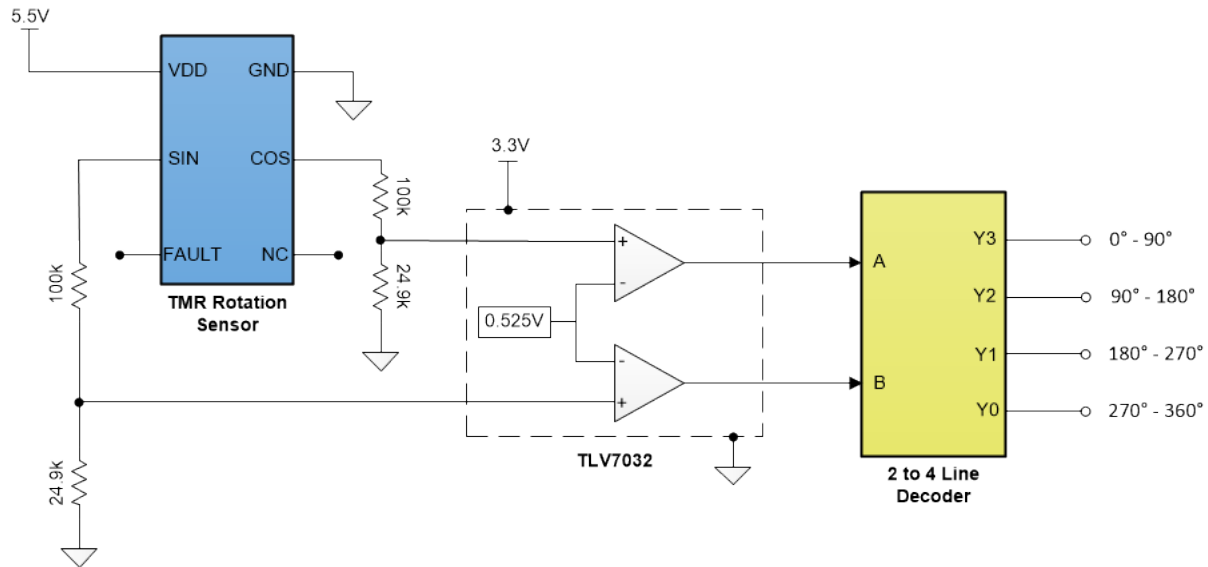 5.5V
VDD
GND
SIN
COS
FAULT
NC
TMR Rotation
Sensor
100k
24.9k
100k
24.9k
3.3V
+
-
0.525V
-
+
TLV7032
A
B
Y3
Y2
Y1
Y0
2 to 4 Line
Decoder
0° - 90°
90° - 180°
180° - 270°
270° - 360°